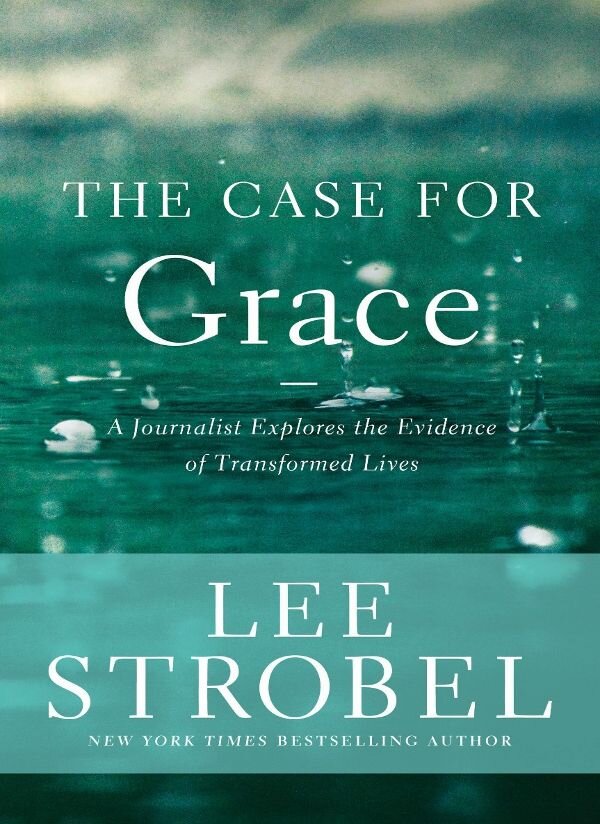 THE CASE FOR
Grace
A Journalist Explores the Evidence
of Transformed Lives
LEE
STROBEL
NEW YORK TIMES BESTSELLING AUTHOR